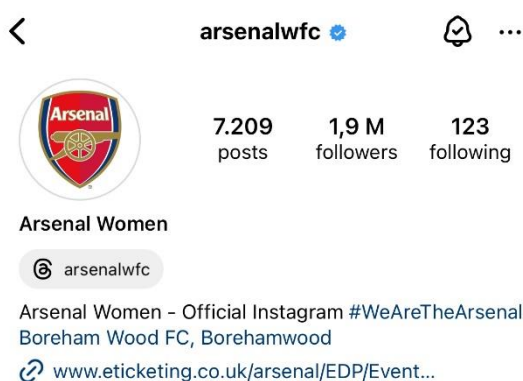 arsenalwfc
Arsenal
7.209 1,9 M 123
posts followers following
Arsenal Women
arsenalwfc
Arsenal Women - Official Instagram #WeAreTheArsenal
Boreham Wood FC, Borehamwood
www.eticketing.co.uk/arsenal/EDP/Event...